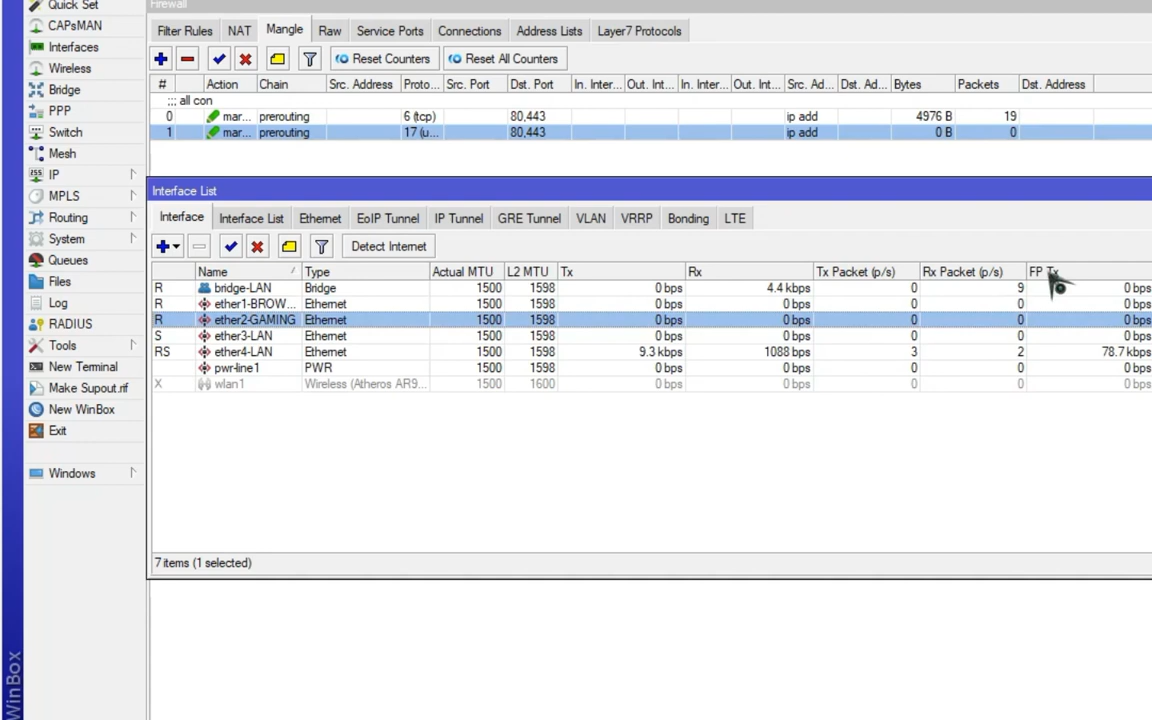 Firewall
Quick Set
CAPsMAN
Interfaces
Wireless
Bridge
PPP
Switch
Mesh
IP
MPLS
Routing
System
Queues
Files
Log
RADIUS
Tools
New Terminal
Make Supout.rif
New WinBox
Exit
Windows
WinBox
Filter Rules NAT Mangle Raw Service Ports Connections Address Lists Layer7 Protocols
Reset Counters Reset All Counters
# Action Chain Src. Address Proto... Src. Port Dst. Port In. Inter... Out. Int... In. Inter... Out. Int... Src. Ad... Dst. Ad... Bytes Packets Dst. Address
;;; all con
0 mar... prerouting 6 (tcp) 80,443 ip add 4976 B 19
1 mar... prerouting 17 (u... 80,443 ip add 0 B 0
Interface List
Interface Interface List Ethernet EoIP Tunnel IP Tunnel GRE Tunnel VLAN VRRP Bonding LTE
Detect Internet
Name / Type Actual MTU L2 MTU Tx Rx Tx Packet (p/s) Rx Packet (p/s) FP Tx
R bridge-LAN Bridge 1500 1598 0 bps 4.4 kbps 0 9 0 bps
R ether1-BROW... Ethernet 1500 1598 0 bps 0 bps 0 0 0 bps
R ether2-GAMING Ethernet 1500 1598 0 bps 0 bps 0 0 0 bps
S ether3-LAN Ethernet 1500 1598 0 bps 0 bps 0 0 0 bps
RS ether4-LAN Ethernet 1500 1598 9.3 kbps 1088 bps 3 2 78.7 kbps
pwr-line1 PWR 1500 1598 0 bps 0 bps 0 0 0 bps
X wlan1 Wireless (Atheros AR9... 1500 1600 0 bps 0 bps 0 0 0 bps
7 items (1 selected)